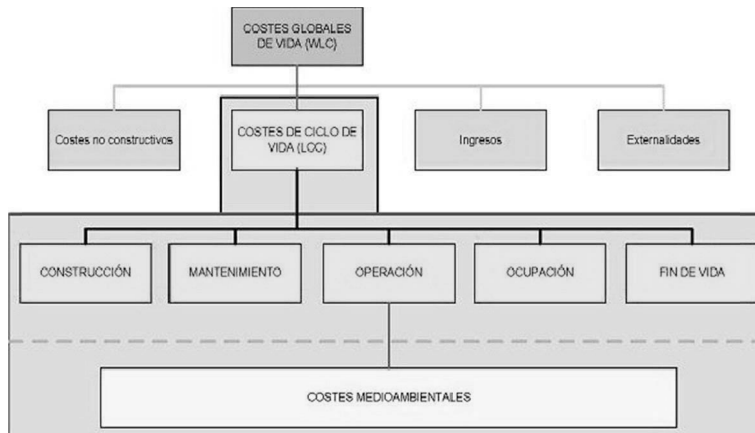 COSTES GLOBALES
DE VIDA (WLC)
Costes no constructivos
COSTES DE CICLO DE
VIDA (LCC)
Ingresos
Externalidades
CONSTRUCCIÓN
MANTENIMIENTO
OPERACIÓN
OCUPACIÓN
FIN DE VIDA
COSTES MEDIOAMBIENTALES